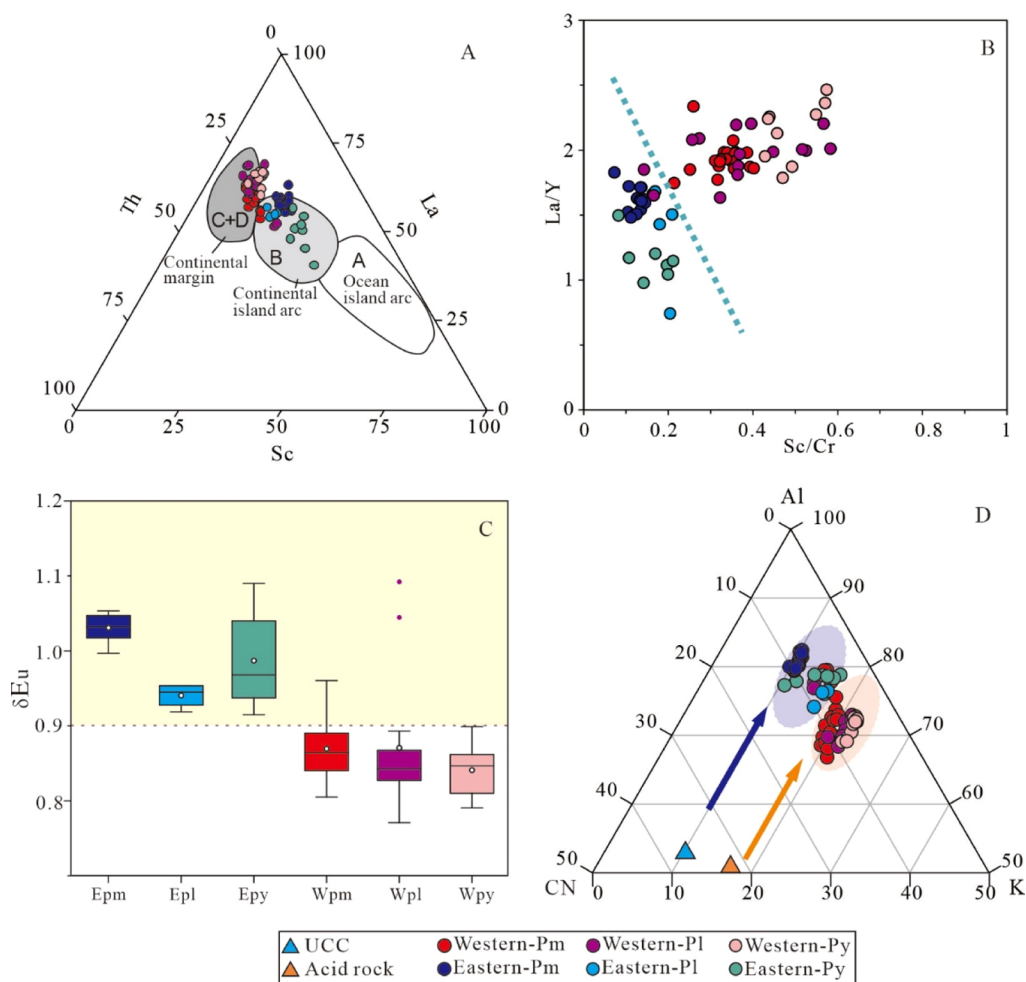 A
0
100
25
75
Th
La
50
50
C+D
B
A
Continental
margin
Continental
island arc
Ocean
island arc
75
25
100
0
0
25
50
75
100
Sc
B
3
2
1
0
La/Y
0
0.2
0.4
0.6
0.8
1
Sc/Cr
C
1.2
1.1
1.0
0.9
0.8
δEu
Epm
Epl
Epy
Wpm
Wpl
Wpy
Al
D
0
100
10
90
20
80
30
70
40
60
50
50
CN
K
0
10
20
30
40
50
UCC
Western-Pm
Western-Pl
Western-Py
Acid rock
Eastern-Pm
Eastern-Pl
Eastern-Py